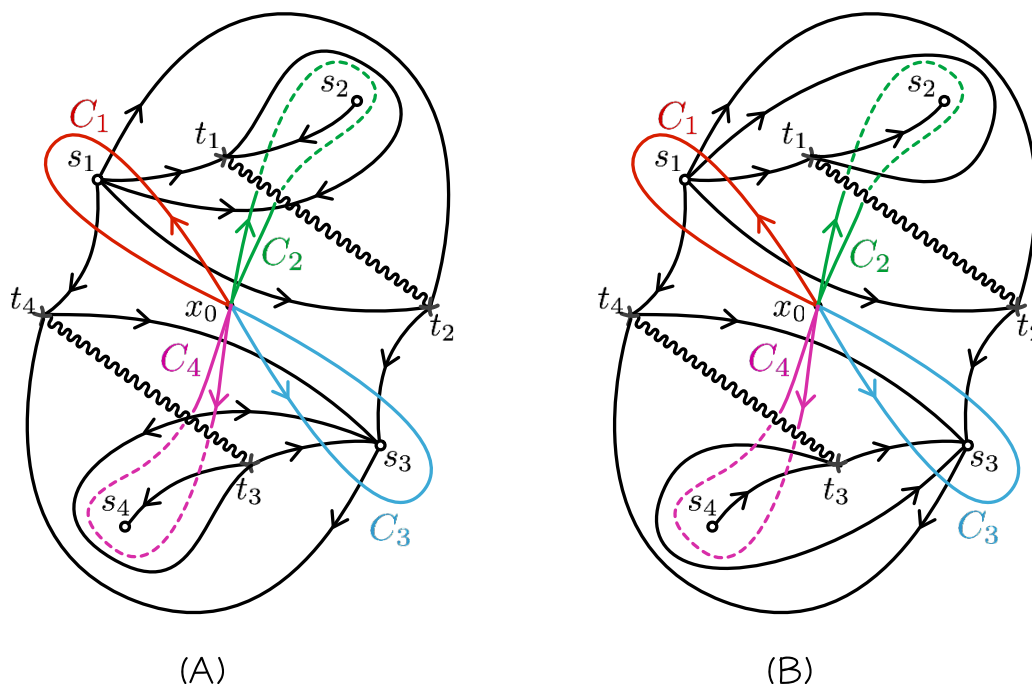 s₂
C₁
t₁
s₁
C₂
t₄
x₀
t₂
C₄
s₃
t₃
s₄
C₃
(A)
s₂
C₁
t₁
s₁
C₂
t₄
x₀
t₂
C₄
s₃
t₃
s₄
C₃
(B)